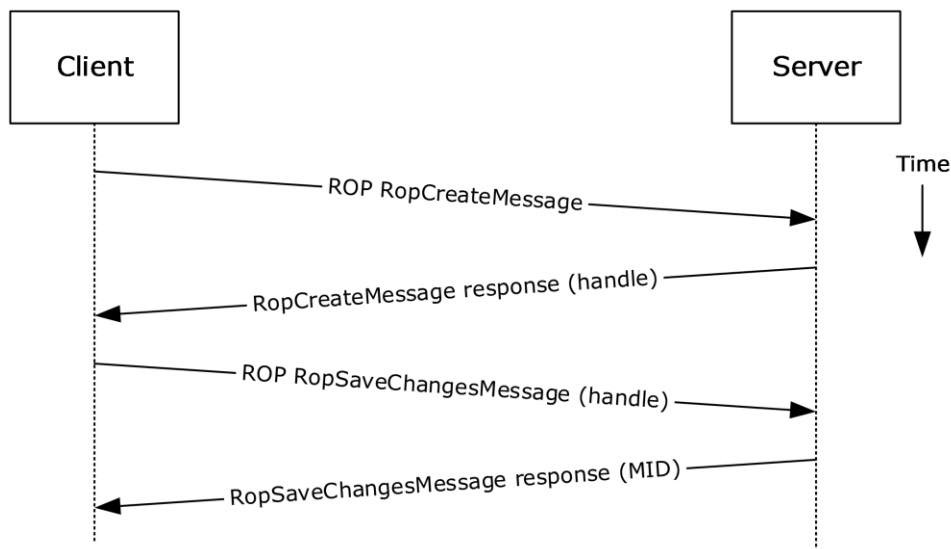 Client
Server
Time
ROP RopCreateMessage
RopCreateMessage response (handle)
ROP RopSaveChangesMessage (handle)
RopSaveChangesMessage response (MID)